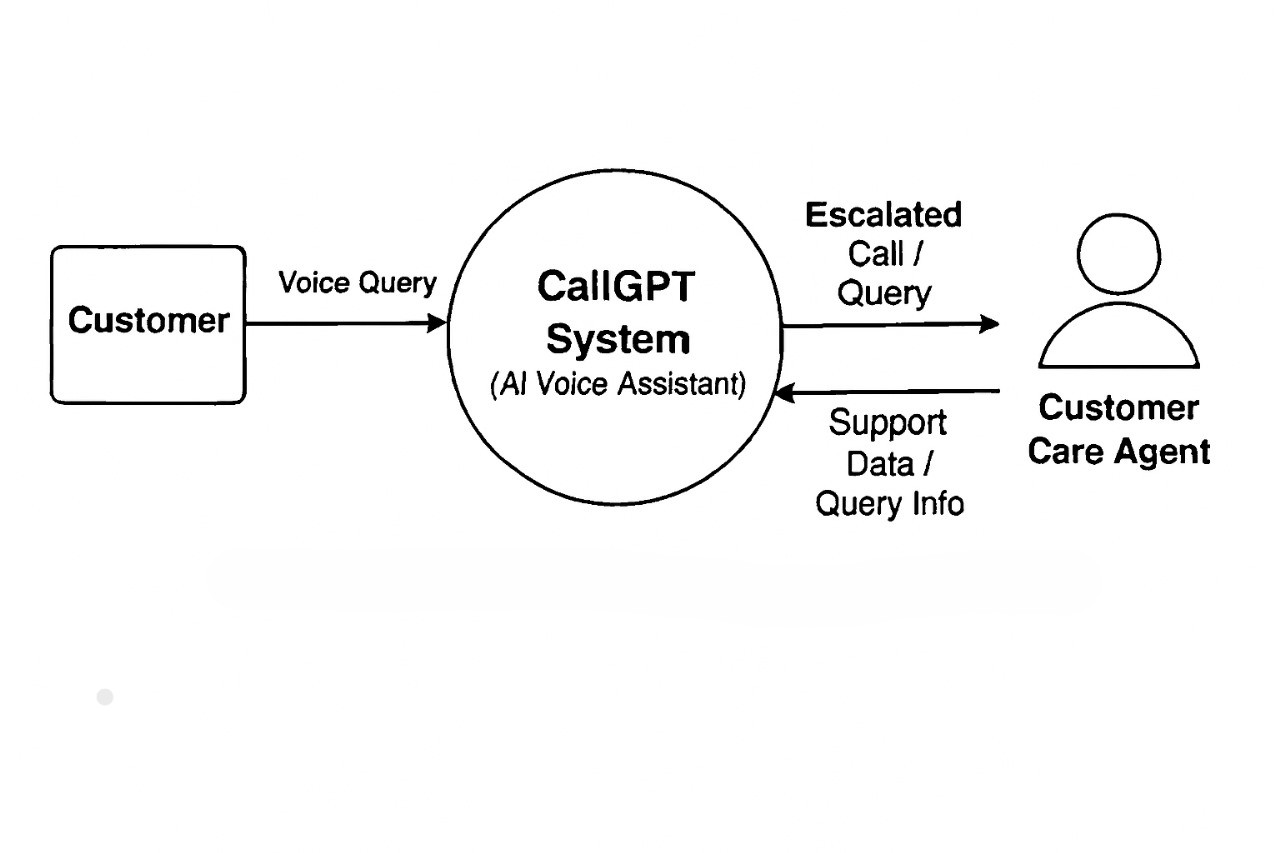 Customer
Voice Query
CallGPT
System
(AI Voice Assistant)
Escalated
Call /
Query
Support
Data /
Query Info
Customer
Care Agent